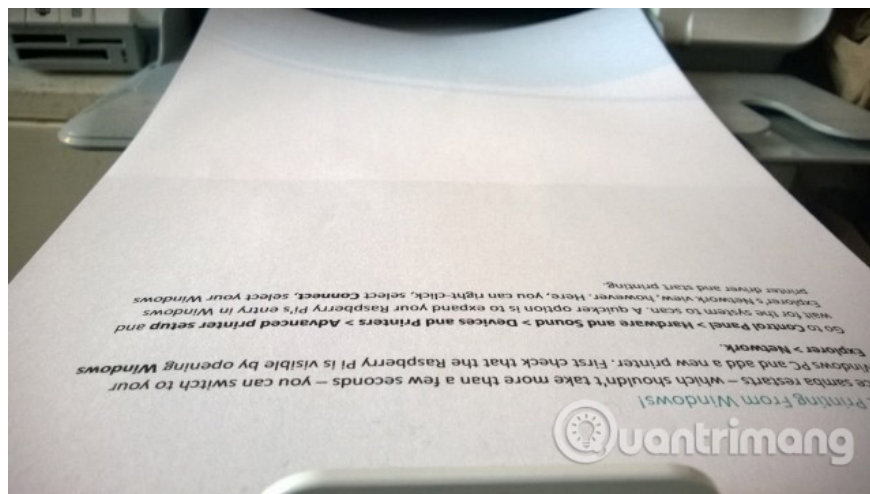 Printing From Windows!
ce samba restarts – which shouldn't take more than a few seconds – you can switch to your
Windows PC and add a new printer. First check that the Raspberry Pi is visible by opening Windows
Explorer > Network.
Go to Control Panel > Hardware and Sound > Devices and Printers > Advanced printer setup and
wait for the system to scan. A quicker option is to expand your Raspberry Pi's entry in Windows
Explorer's Network view, however. Here, you can right-click, select Connect, select your Windows
printer driver and start printing.
Quantrimang